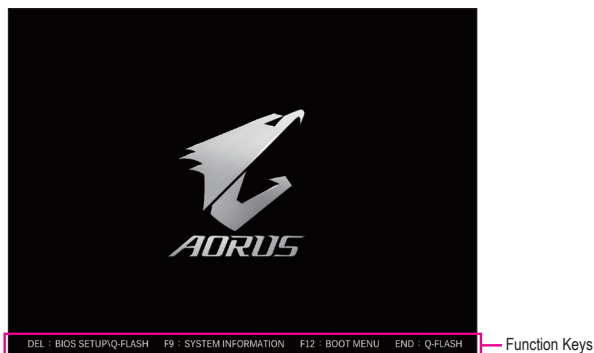 AORUS
DEL : BIOS SETUP\Q-FLASH F9 : SYSTEM INFORMATION F12 : BOOT MENU END : Q-FLASH
Function Keys